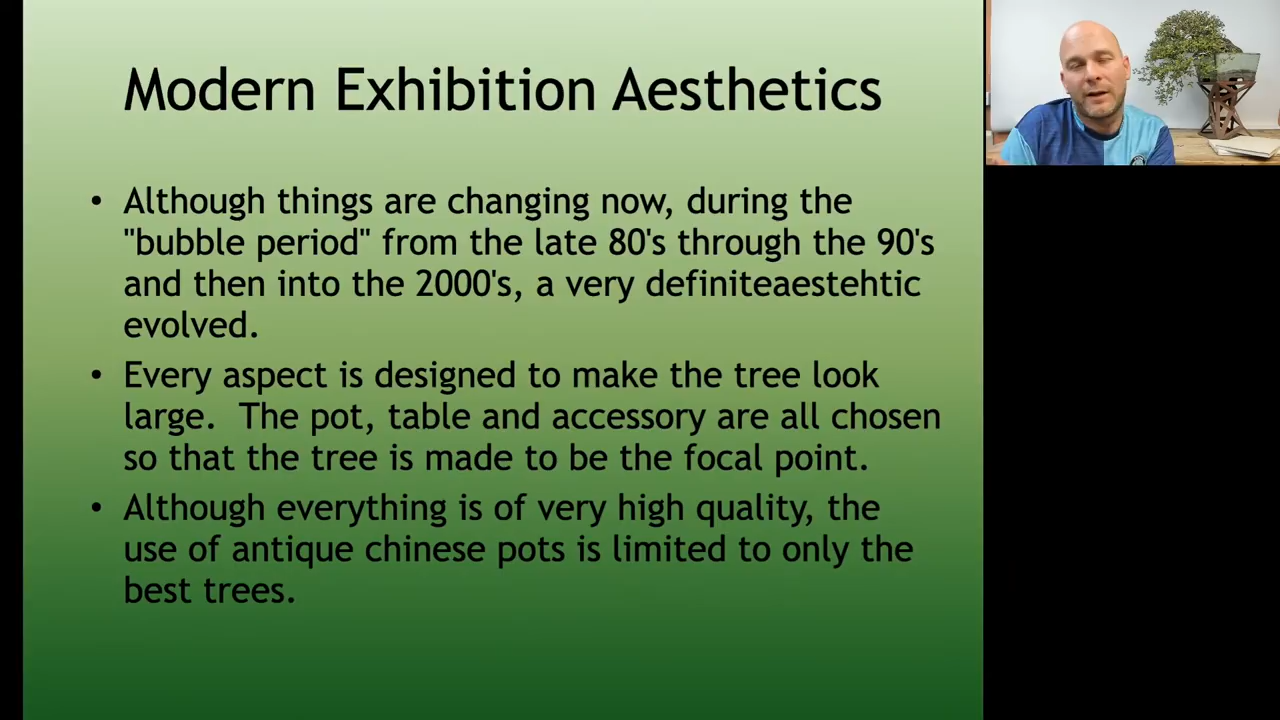 Modern Exhibition Aesthetics
• Although things are changing now, during the
"bubble period" from the late 80's through the 90's
and then into the 2000's, a very definiteaestehtic
evolved.
• Every aspect is designed to make the tree look
large.  The pot, table and accessory are all chosen
so that the tree is made to be the focal point.
• Although everything is of very high quality, the
use of antique chinese pots is limited to only the
best trees.